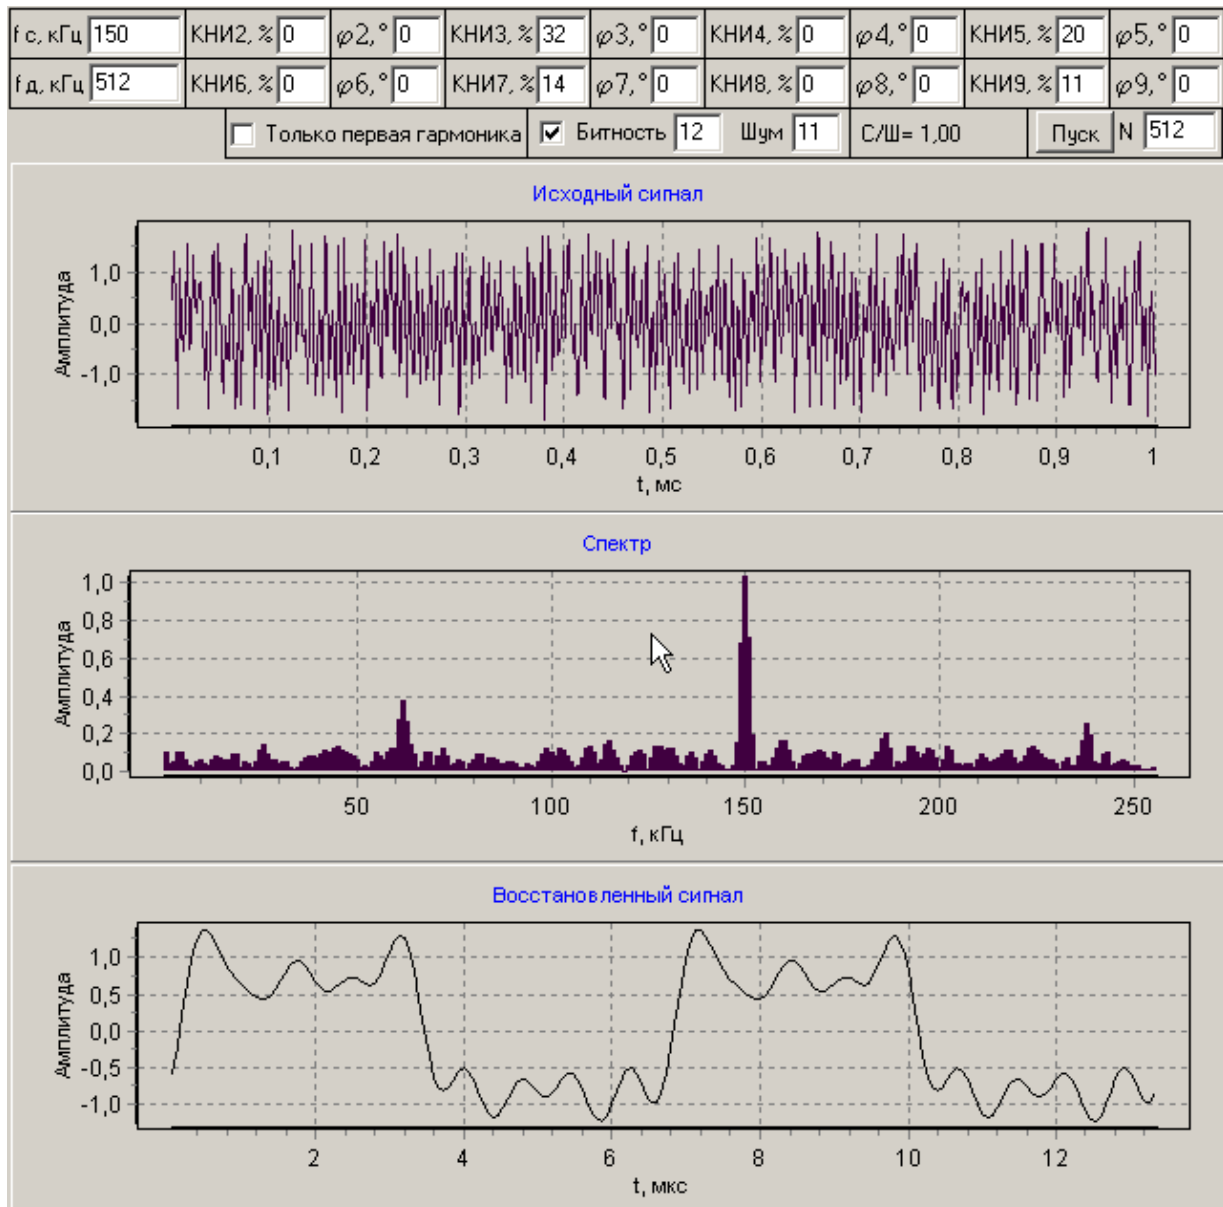 f с, кГц 150 КНИ2, % 0 φ2, ° 0 КНИ3, % 32 φ3, ° 0 КНИ4, % 0 φ4, ° 0 КНИ5, % 20 φ5, ° 0
f д, кГц 512 КНИ6, % 0 φ6, ° 0 КНИ7, % 14 φ7, ° 0 КНИ8, % 0 φ8, ° 0 КНИ9, % 11 φ9, ° 0
Только первая гармоника Битность 12 Шум 11 С/Ш= 1,00 Пуск N 512
Исходный сигнал
Амплитуда
1,0
0,0
-1,0
0,1 0,2 0,3 0,4 0,5 0,6 0,7 0,8 0,9 1
t, мс
Спектр
Амплитуда
1,0
0,8
0,6
0,4
0,2
0,0
50 100 150 200 250
f, кГц
Восстановленный сигнал
Амплитуда
1,0
0,5
0,0
-0,5
-1,0
2 4 6 8 10 12
t, мкс